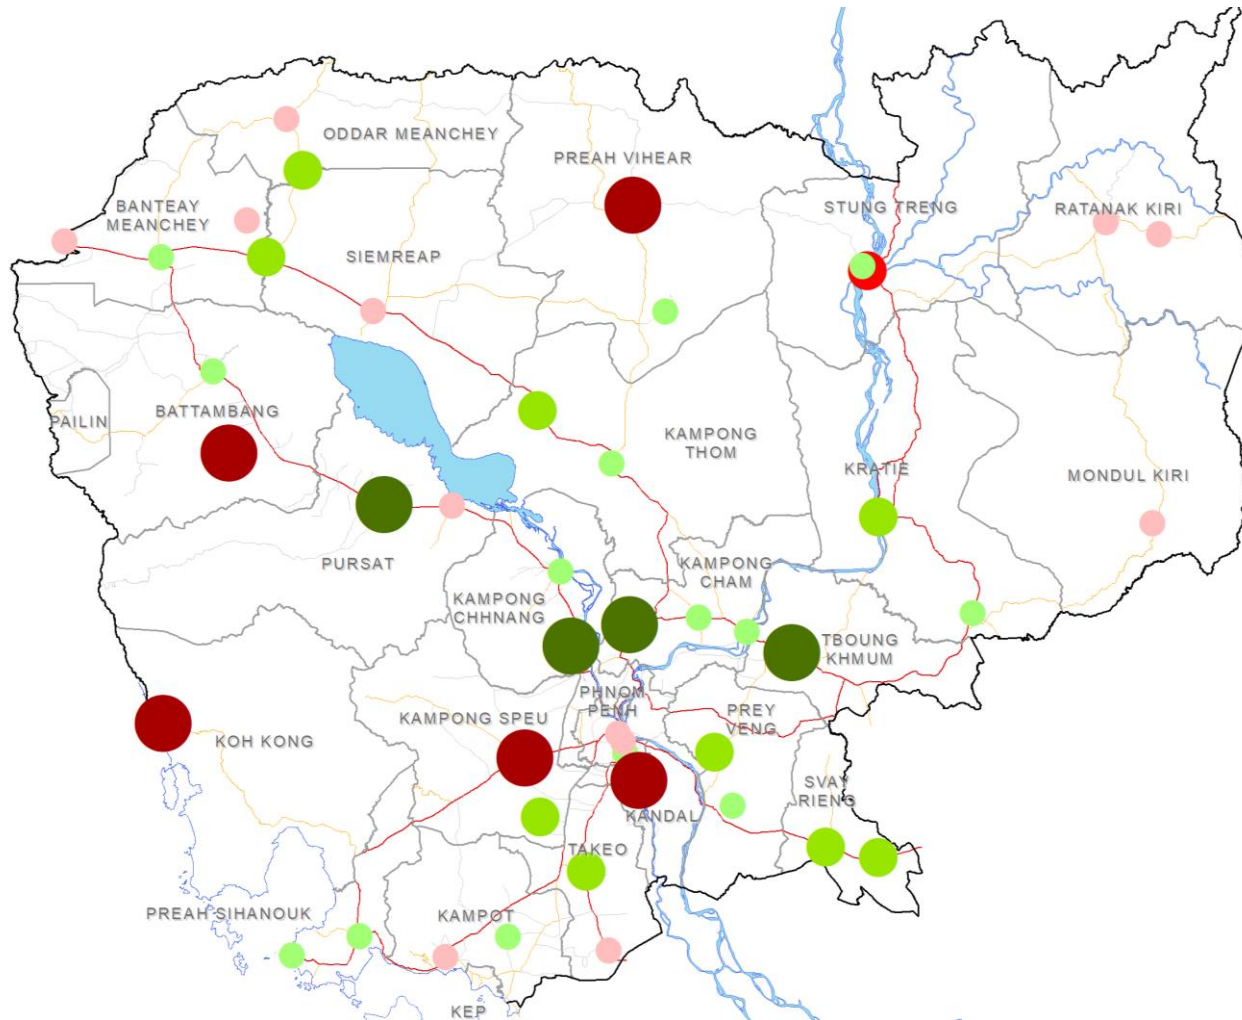 ODDAR MEANCHEY
PREAH VIHEAR
BANTEAY
MEANCHEY
STUNG TRENG
RATANAK KIRI
SIEMREAP
BATTAMBANG
PAILIN
KAMPONG
THOM
KRATIE
MONDUL KIRI
PURSAT
KAMPONG
CHAM
KAMPONG
CHHNANG
TBOUNG
KHMUM
PHNOM
PENH
PREY
VENG
KAMPONG SPEU
KOH KONG
SVAY
RIENG
KANDAL
TAKEO
PREAH SIHANOUK
KAMPOT
KEP